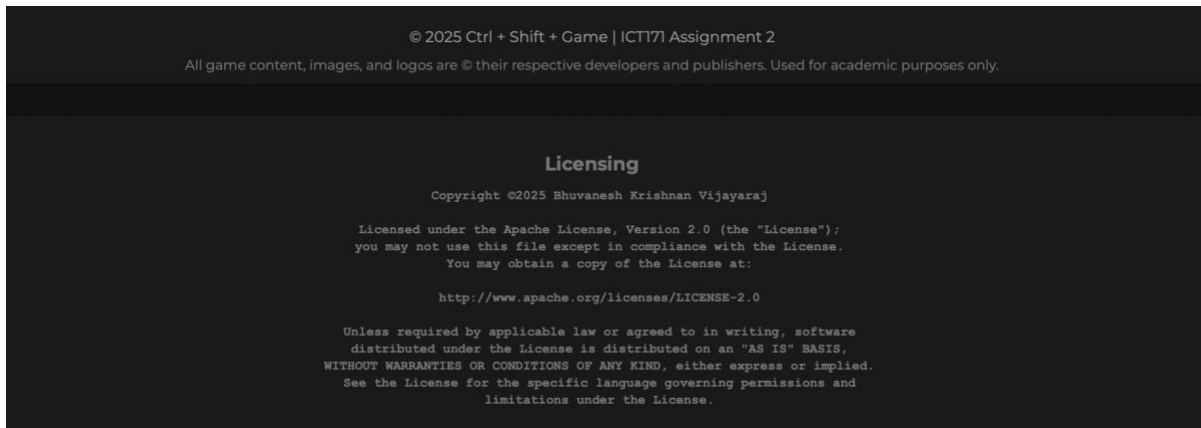 © 2025 Ctrl + Shift + Game | ICT171 Assignment 2
All game content, images, and logos are © their respective developers and publishers. Used for academic purposes only.
Licensing
Copyright ©2025 Bhuvanesh Krishnan Vijayaraj
Licensed under the Apache License, Version 2.0 (the "License");
you may not use this file except in compliance with the License.
You may obtain a copy of the License at:
http://www.apache.org/licenses/LICENSE-2.0
Unless required by applicable law or agreed to in writing, software
distributed under the License is distributed on an "AS IS" BASIS,
WITHOUT WARRANTIES OR CONDITIONS OF ANY KIND, either express or implied.
See the License for the specific language governing permissions and
limitations under the License.